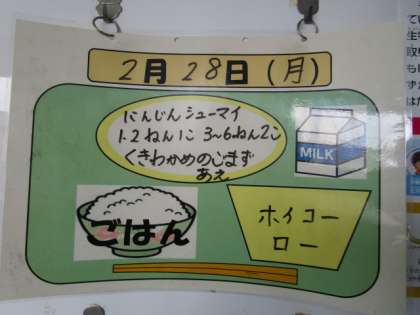 2月28日(月)
にんじんシューマイ
1.2ねん1こ 3~6ねん2こ
くきわかめのごまず
あえ
MILK
ごはん
ホイコー
ロー